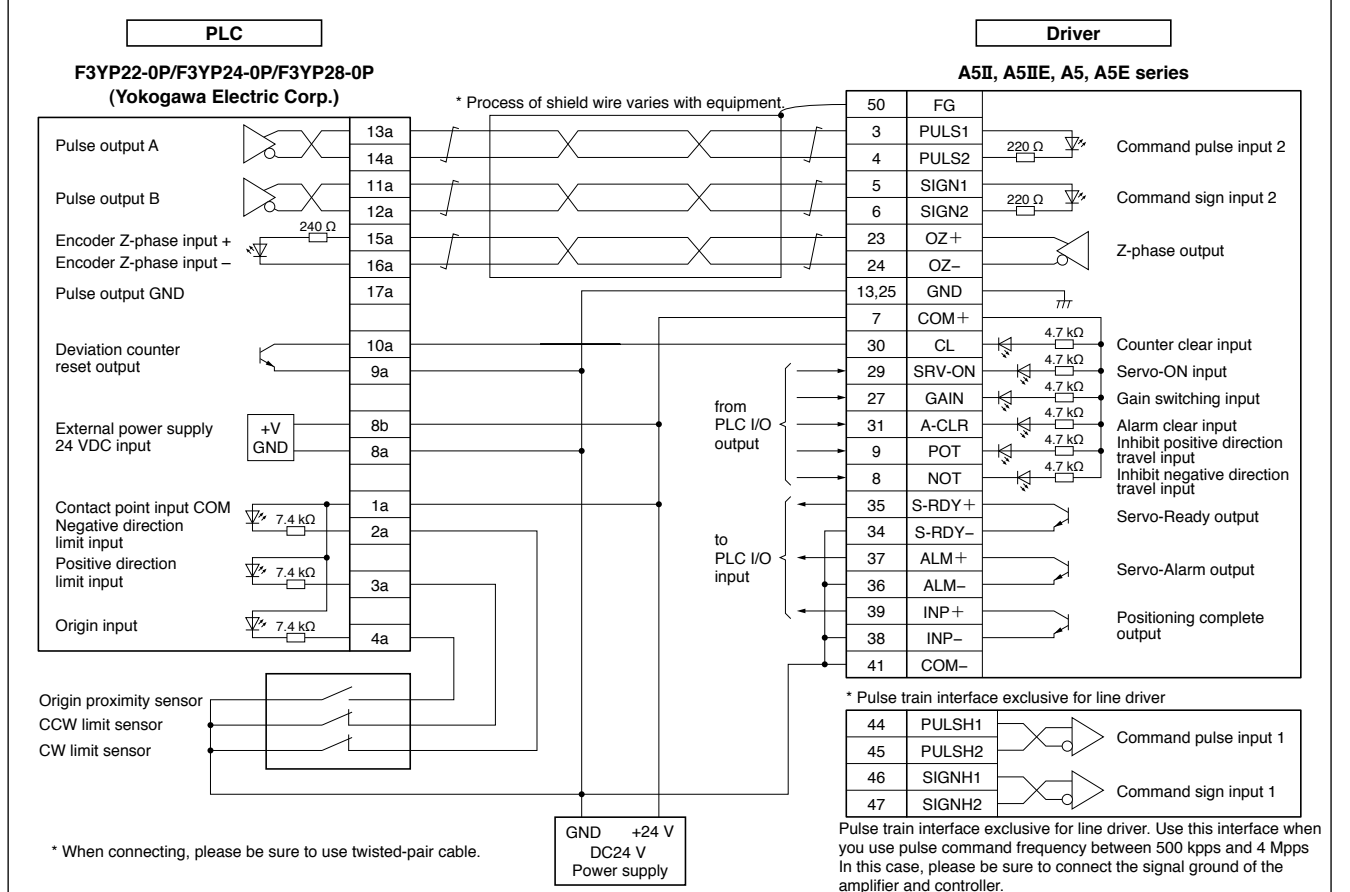 PLC
Driver
F3YP22-0P/F3YP24-0P/F3YP28-0P
(Yokogawa Electric Corp.)
A5II, A5IIE, A5, A5E series
* Process of shield wire varies with equipment.
Pulse output A
13a
14a
Pulse output B
11a
12a
240 Ω
Encoder Z-phase input +
15a
Encoder Z-phase input –
16a
Pulse output GND
17a
Deviation counter
reset output
10a
9a
External power supply
24 VDC input
+V
GND
8b
8a
Contact point input COM
1a
Negative direction
limit input
7.4 kΩ
2a
Positive direction
limit input
7.4 kΩ
3a
Origin input
7.4 kΩ
4a
Origin proximity sensor
CCW limit sensor
CW limit sensor
* When connecting, please be sure to use twisted-pair cable.
GND +24 V
DC24 V
Power supply
from
PLC I/O
output
to
PLC I/O
input
50 FG
3 PULS1
4 PULS2
220 Ω
Command pulse input 2
5 SIGN1
6 SIGN2
220 Ω
Command sign input 2
23 OZ+
24 OZ–
Z-phase output
13,25 GND
7 COM+
30 CL 4.7 kΩ Counter clear input
29 SRV-ON 4.7 kΩ Servo-ON input
27 GAIN 4.7 kΩ Gain switching input
31 A-CLR 4.7 kΩ Alarm clear input
9 POT 4.7 kΩ Inhibit positive direction
travel input
8 NOT 4.7 kΩ Inhibit negative direction
travel input
35 S-RDY+
34 S-RDY–
Servo-Ready output
37 ALM+
36 ALM–
Servo-Alarm output
39 INP+
38 INP–
Positioning complete
output
41 COM–
* Pulse train interface exclusive for line driver
44 PULSH1
45 PULSH2
Command pulse input 1
46 SIGNH1
47 SIGNH2
Command sign input 1
Pulse train interface exclusive for line driver. Use this interface when
you use pulse command frequency between 500 kpps and 4 Mpps
In this case, please be sure to connect the signal ground of the
amplifier and controller.